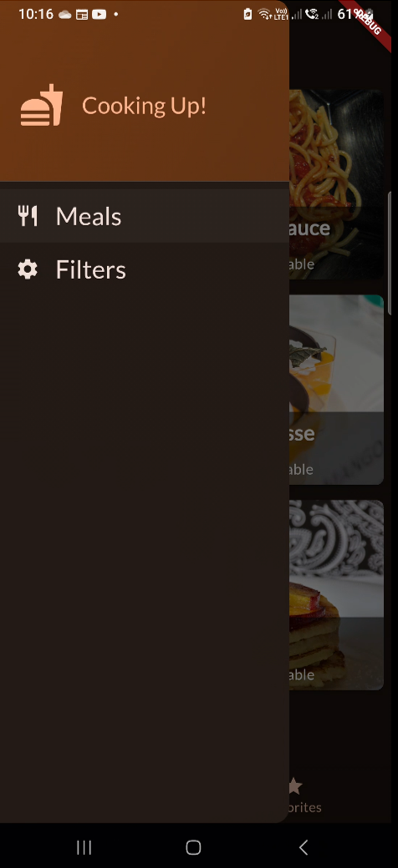 10:16
61%
DEBUG
Cooking Up!
Meals
Filters
auce
able
sse
able
able
orites